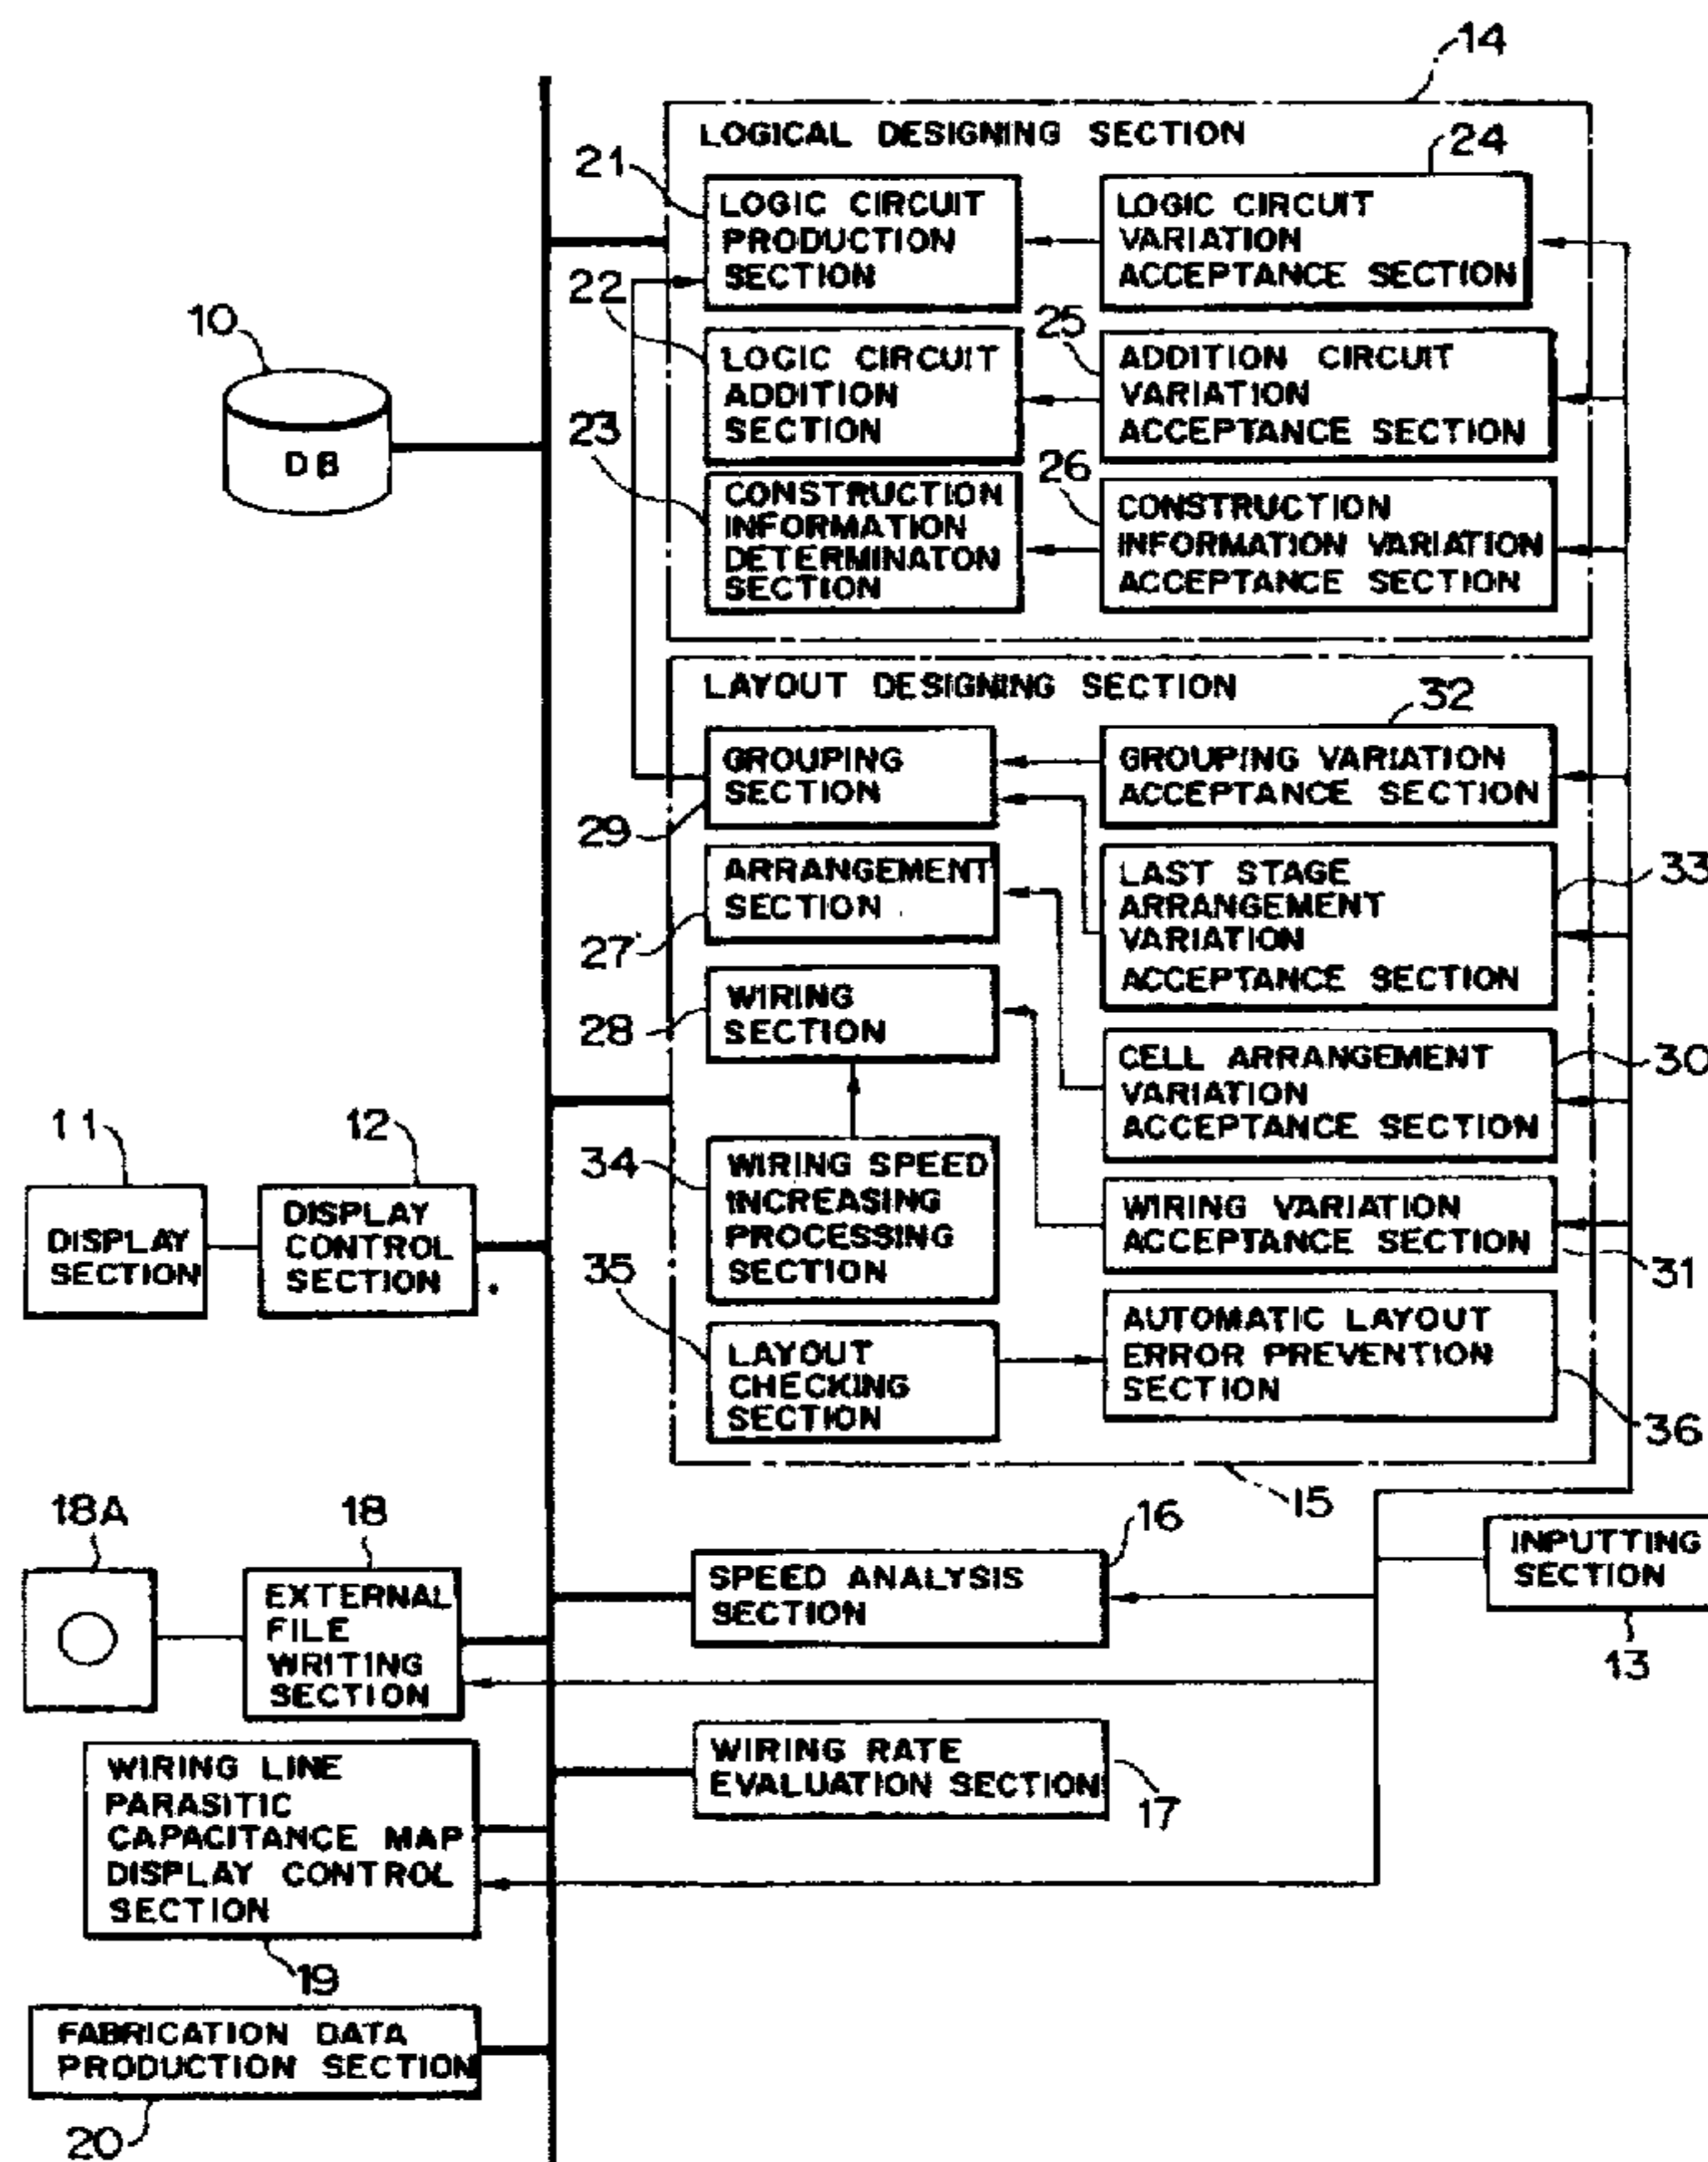 14
LOGICAL DESIGNING SECTION
21
LOGIC CIRCUIT
PRODUCTION
SECTION
24
LOGIC CIRCUIT
VARIATION
ACCEPTANCE SECTION
22
LOGIC CIRCUIT
ADDITION
SECTION
25
ADDITION CIRCUIT
VARIATION
ACCEPTANCE SECTION
23
CONSTRUCTION
INFORMATION
DETERMINATON
SECTION
26
CONSTRUCTION
INFORMATION VARIATION
ACCEPTANCE SECTION
10
DB
LAYOUT DESIGNING SECTION
GROUPING
SECTION
29
32
GROUPING VARIATION
ACCEPTANCE SECTION
ARRANGEMENT
SECTION
27
LAST STAGE
ARRANGEMENT
VARIATION
ACCEPTANCE SECTION
33
WIRING
SECTION
28
CELL ARRANGEMENT
VARIATION
ACCEPTANCE SECTION
30
34
WIRING SPEED
INCREASING
PROCESSING
SECTION
WIRING VARIATION
ACCEPTANCE SECTION
31
35
LAYOUT
CHECKING
SECTION
AUTOMATIC LAYOUT
ERROR PREVENTION
SECTION
36
15
11
DISPLAY
SECTION
12
DISPLAY
CONTROL
SECTION
18A
18
EXTERNAL
FILE
WRITING
SECTION
16
SPEED ANALYSIS
SECTION
INPUTTING
SECTION
13
WIRING RATE
EVALUATION SECTION
17
WIRING LINE
PARASITIC
CAPACITANCE MAP
DISPLAY CONTROL
SECTION
19
FABRICATION DATA
PRODUCTION SECTION
20